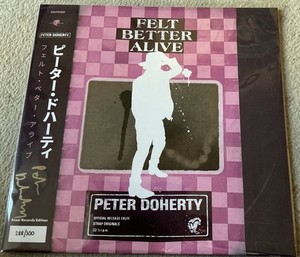 PETER DOHERTY
ピーター・ドハーティ
フェルト・ベター・アライブ
288/300
FELT
BETTER
ALIVE
PETER DOHERTY
OFFICIAL RELEASE FROM
STRAP ORIGINALS